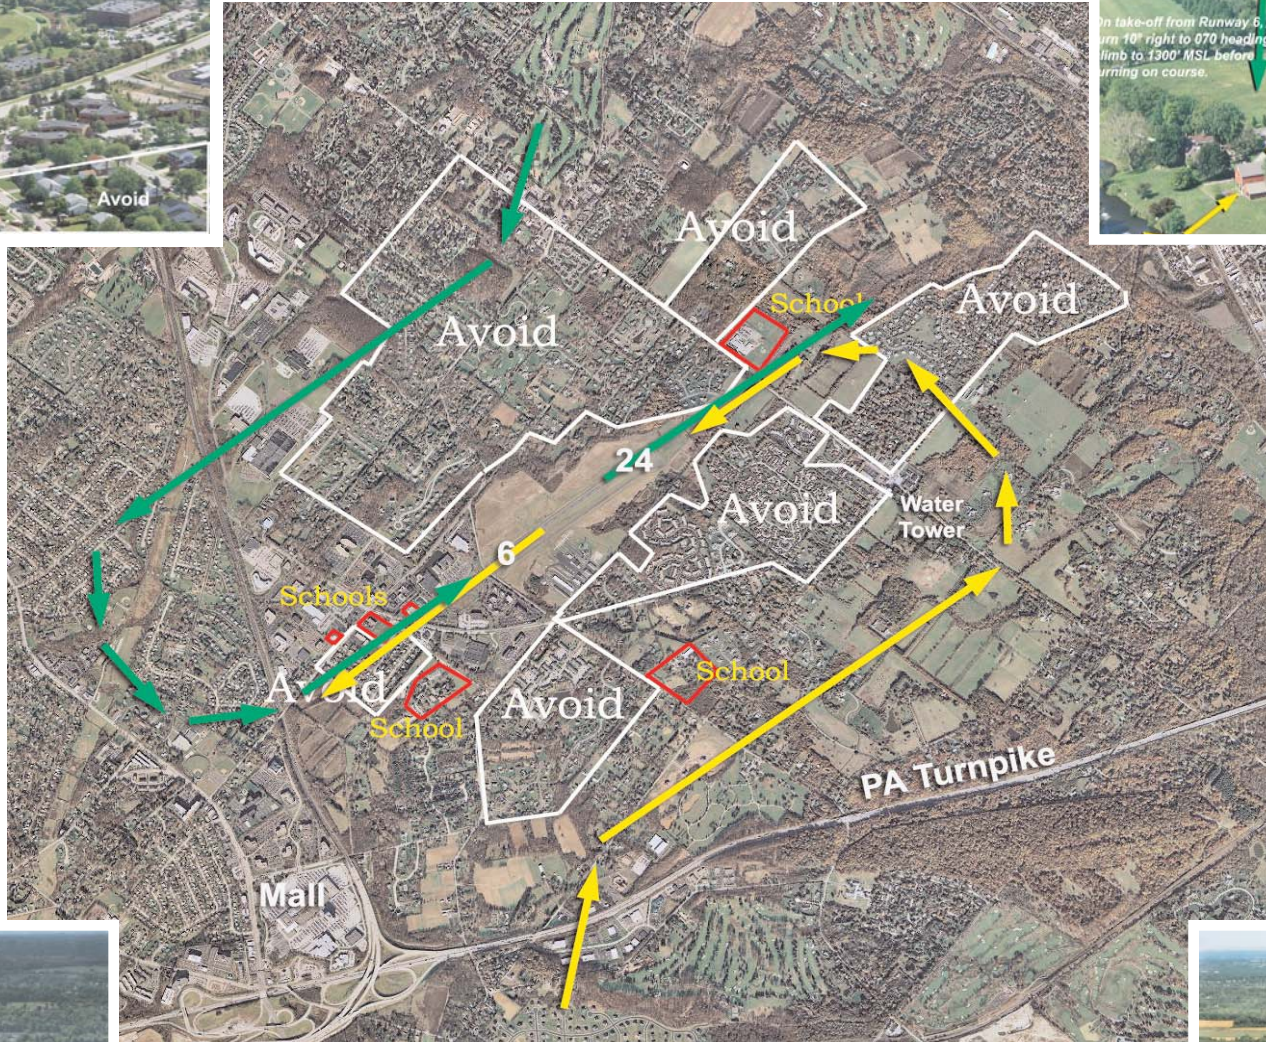 On take-off from Runway 6,
turn 10° right to 070 heading
climb to 1300' MSL before
turning on course.
Avoid
Avoid
School
Avoid
Avoid
24
Avoid
Water
Tower
6
Schools
Avoid
School
Avoid
School
PA Turnpike
Mall